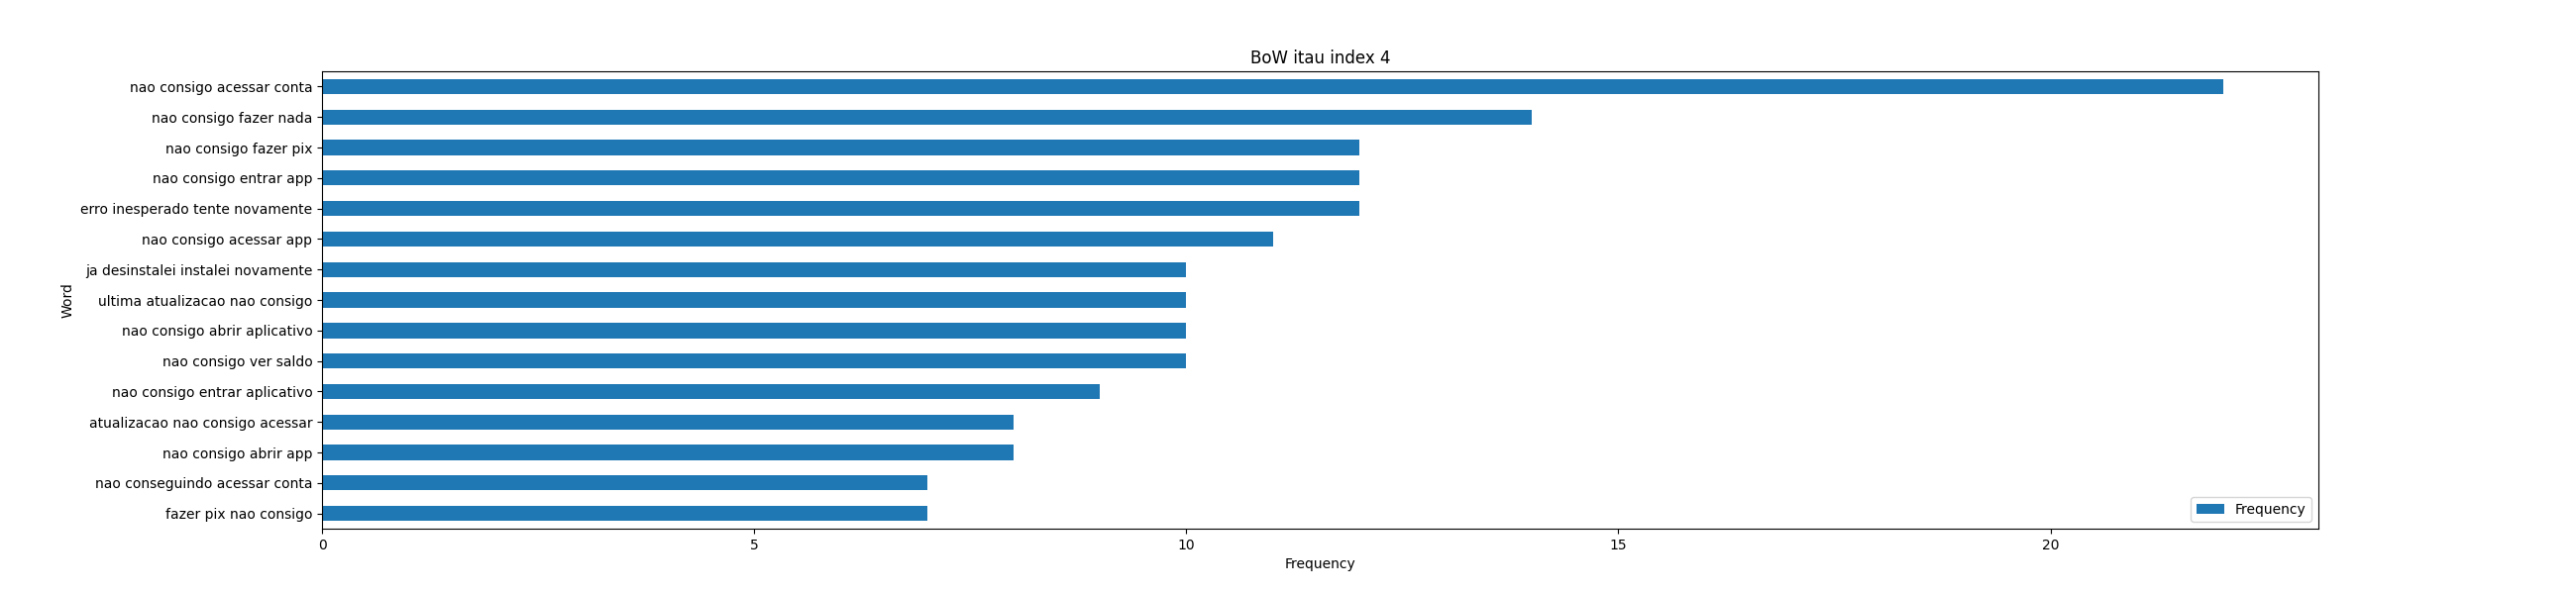 BoW itau index 4
nao consigo acessar conta
nao consigo fazer nada
nao consigo fazer pix
nao consigo entrar app
erro inesperado tente novamente
nao consigo acessar app
ja desinstalei instalei novamente
ultima atualizacao nao consigo
nao consigo abrir aplicativo
nao consigo ver saldo
nao consigo entrar aplicativo
atualizacao nao consigo acessar
nao consigo abrir app
nao conseguindo acessar conta
fazer pix nao consigo
Word
Frequency
0 5 10 15 20
Frequency